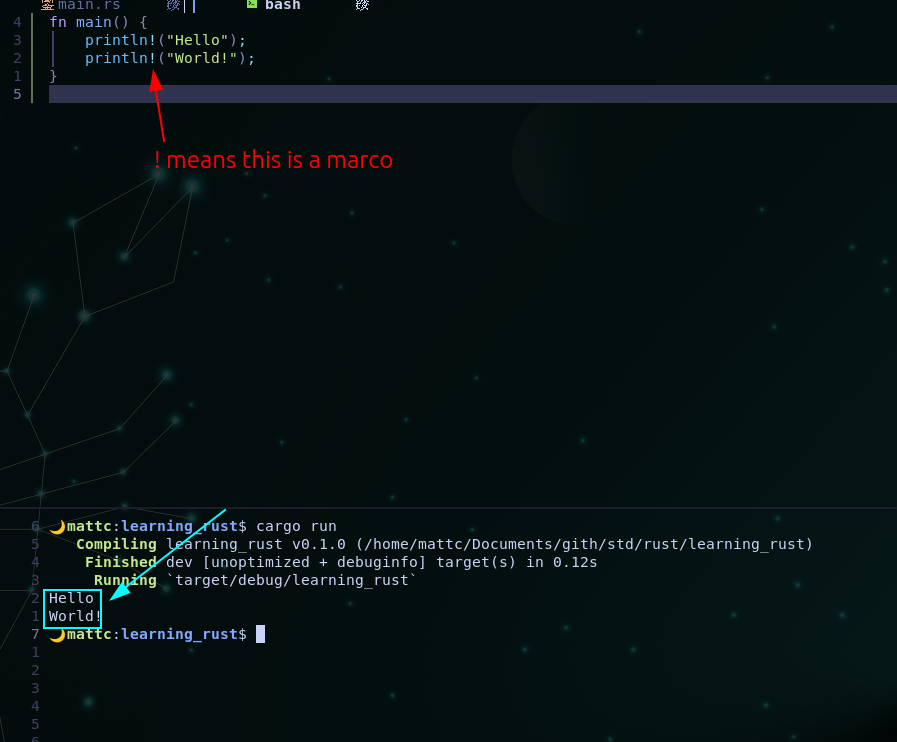 main.rs bash
4 fn main() {
3 println!("Hello");
2 println!("World!");
1 }
5
! means this is a marco
6 🌙mattc:learning_rust$ cargo run
5 Compiling learning_rust v0.1.0 (/home/mattc/Documents/gith/std/rust/learning_rust)
4 Finished dev [unoptimized + debuginfo] target(s) in 0.12s
3 Running `target/debug/learning_rust`
2 Hello
1 World!
7 🌙mattc:learning_rust$
1
2
3
4
5
6